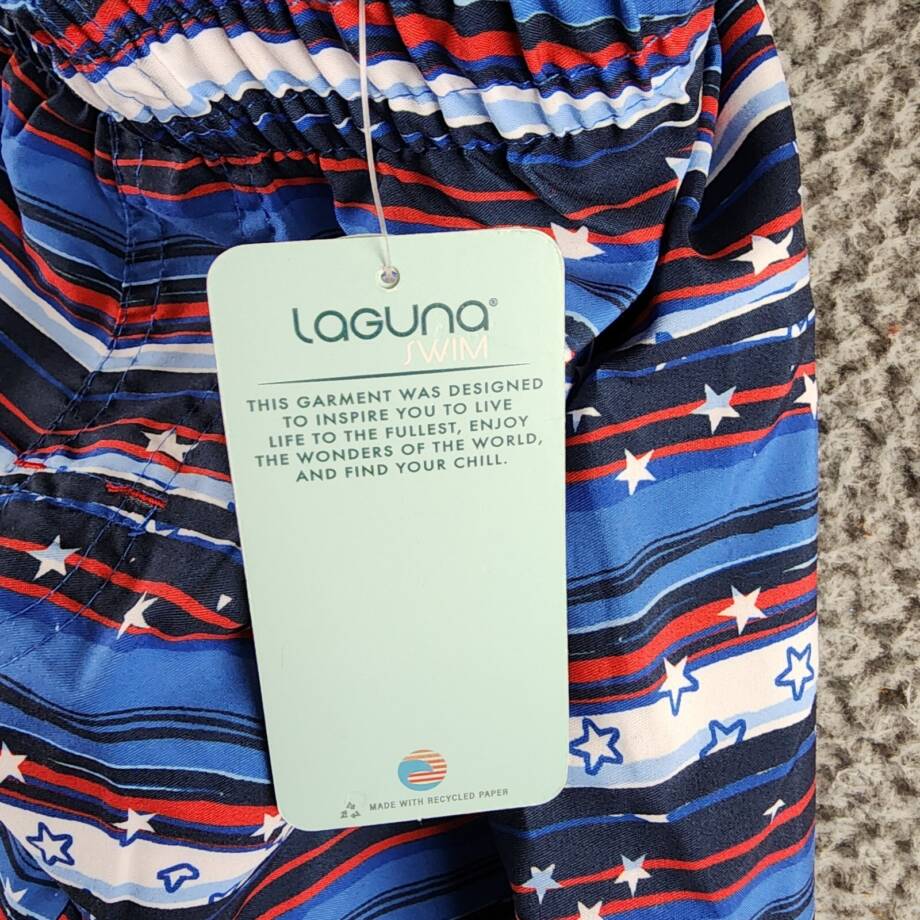 LAGUNA®
SWIM
THIS GARMENT WAS DESIGNED
TO INSPIRE YOU TO LIVE
LIFE TO THE FULLEST, ENJOY
THE WONDERS OF THE WORLD,
AND FIND YOUR CHILL.
MADE WITH RECYCLED PAPER